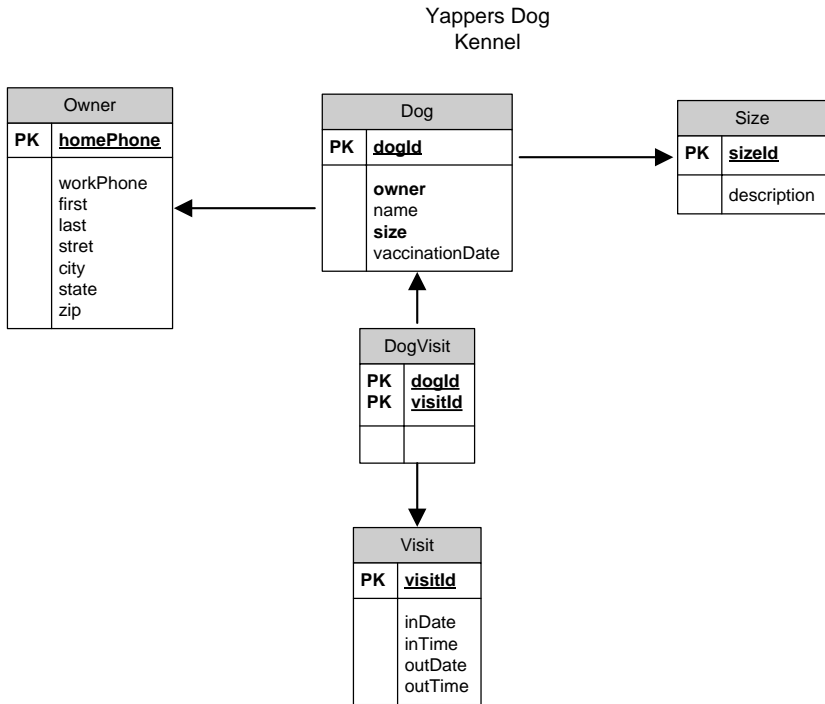 Yappers Dog
Kennel
Owner
PK homePhone
workPhone
first
last
stret
city
state
zip
Dog
PK dogId
owner
name
size
vaccinationDate
Size
PK sizeId
description
DogVisit
PK dogId
PK visitId
Visit
PK visitId
inDate
inTime
outDate
outTime